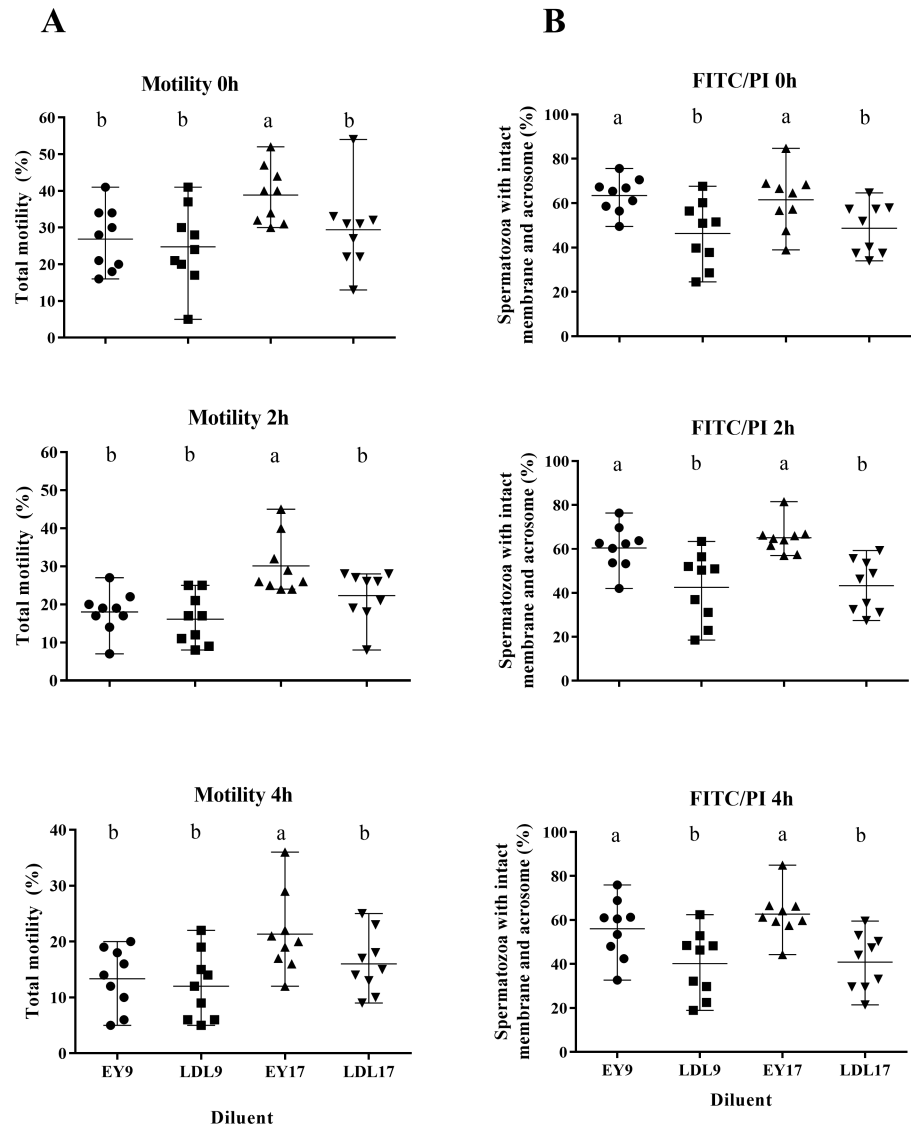 A
B
Motility 0h
b b a b
60
50
40
30
20
10
0
Total motility (%)
FITC/PI 0h
a b a b
100
80
60
40
20
0
Spermatozoa with intact
membrane and acrosome (%)
Motility 2h
b b a b
60
50
40
30
20
10
0
Total motility (%)
FITC/PI 2h
a b a b
100
80
60
40
20
0
Spermatozoa with intact
membrane and acrosome (%)
Motility 4h
b b a b
40
30
20
10
0
Total motility (%)
EY9 LDL9 EY17 LDL17
Diluent
FITC/PI 4h
a b a b
100
80
60
40
20
0
Spermatozoa with intact
membrane and acrosome (%)
EY9 LDL9 EY17 LDL17
Diluent